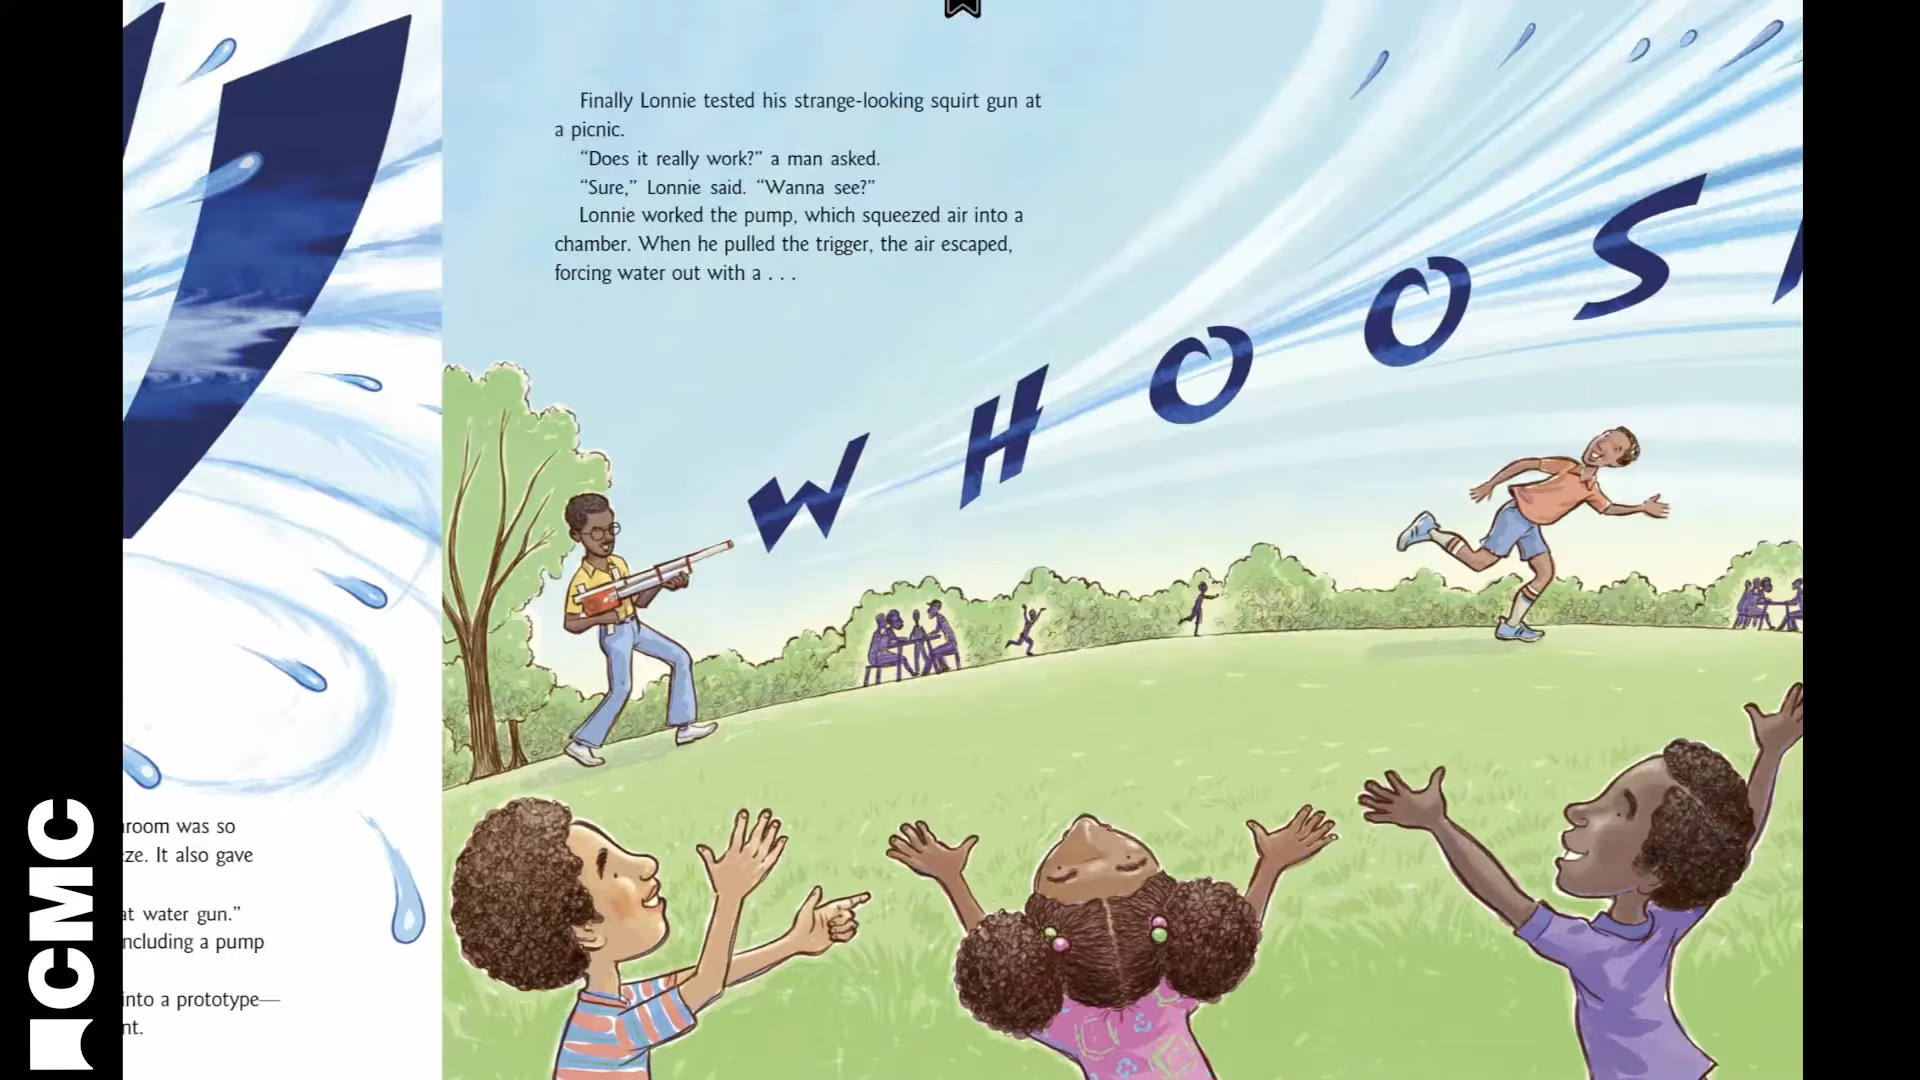 room was so
ze. It also gave
at water gun.”
ncluding a pump
into a prototype—
nt.
Finally Lonnie tested his strange-looking squirt gun at
a picnic.
“Does it really work?” a man asked.
“Sure,” Lonnie said. “Wanna see?”
Lonnie worked the pump, which squeezed air into a
chamber. When he pulled the trigger, the air escaped,
forcing water out with a . . .
WHOOS
CMC